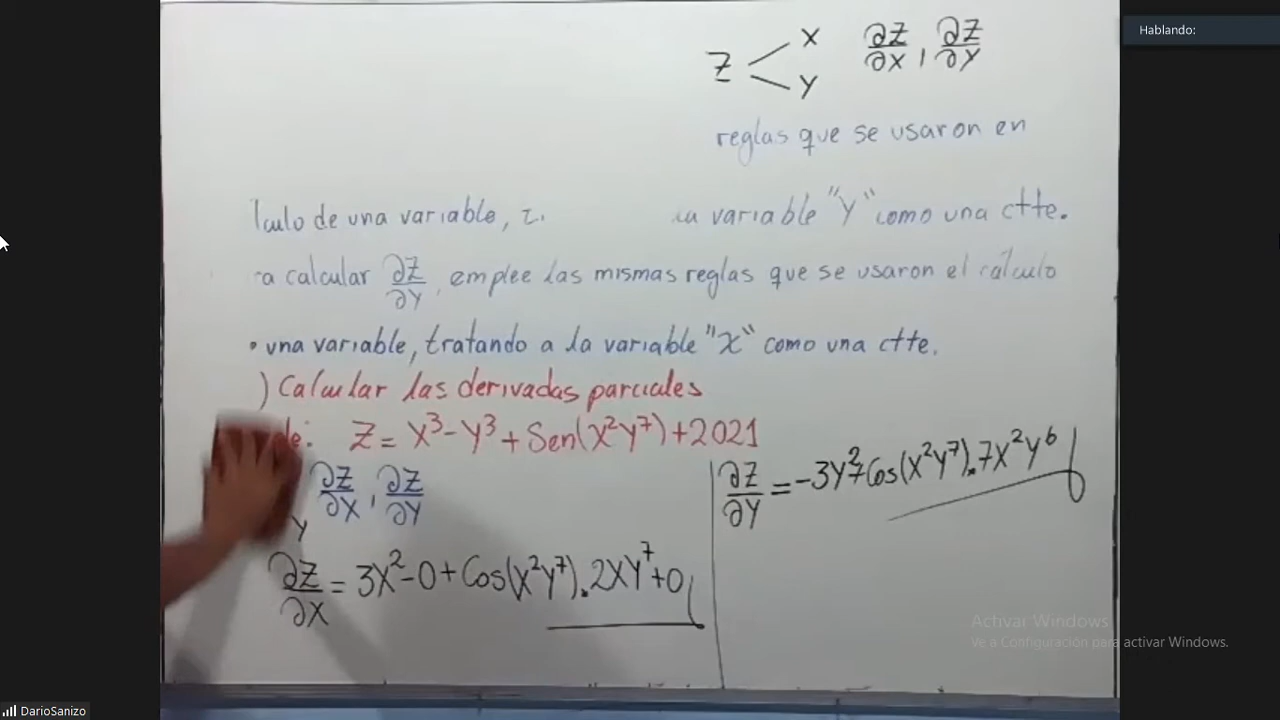 Hablando:
Z X Y ∂Z/∂X , ∂Z/∂Y
reglas que se usaron en
lculo de una variable, variable "Y" como una ctte.
a calcular ∂Z/∂Y, emplee las mismas reglas que se usaron el calculo
una variable, tratando a la variable "X" como una ctte.
) Calcular las derivadas parciales
de: Z = X³-Y³+Sen(X²Y⁷)+2021
∂Z/∂X , ∂Z/∂Y
Y
∂Z/∂X = 3X²-0+Cos(X²Y⁷).2XY⁷+0
∂Z/∂Y = -3Y²+Cos(X²Y⁷).7X²Y⁶
Activar Windows
Ve a Configuración para activar Windows.
DarioSanizo